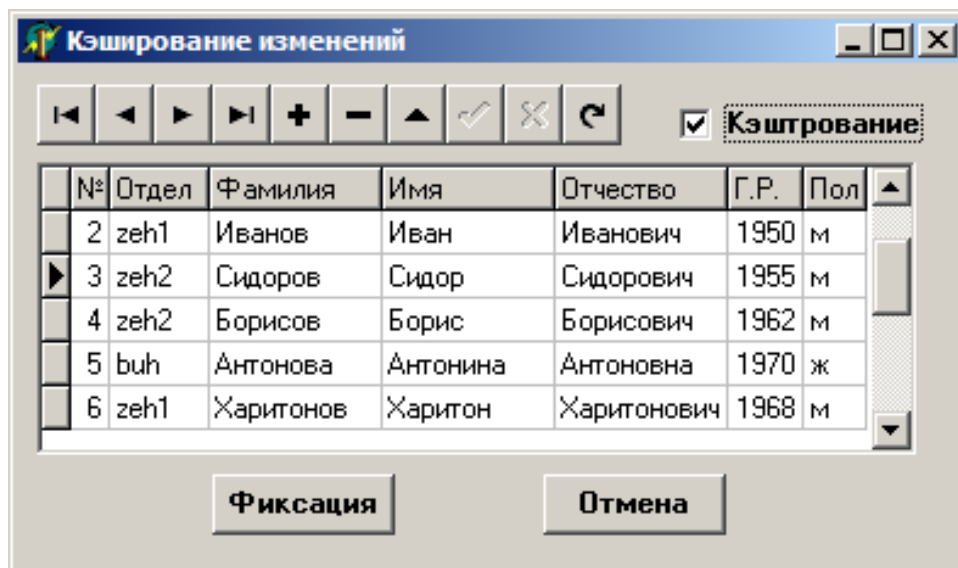 Кэширование изменений
Кэштрование
№ Отдел Фамилия Имя Отчество Г.Р. Пол
2 zeh1 Иванов Иван Иванович 1950 м
3 zeh2 Сидоров Сидор Сидорович 1955 м
4 zeh2 Борисов Борис Борисович 1962 м
5 buh Антонова Антонина Антоновна 1970 ж
6 zeh1 Харитонов Харитон Харитонович 1968 м
Фиксация Отмена